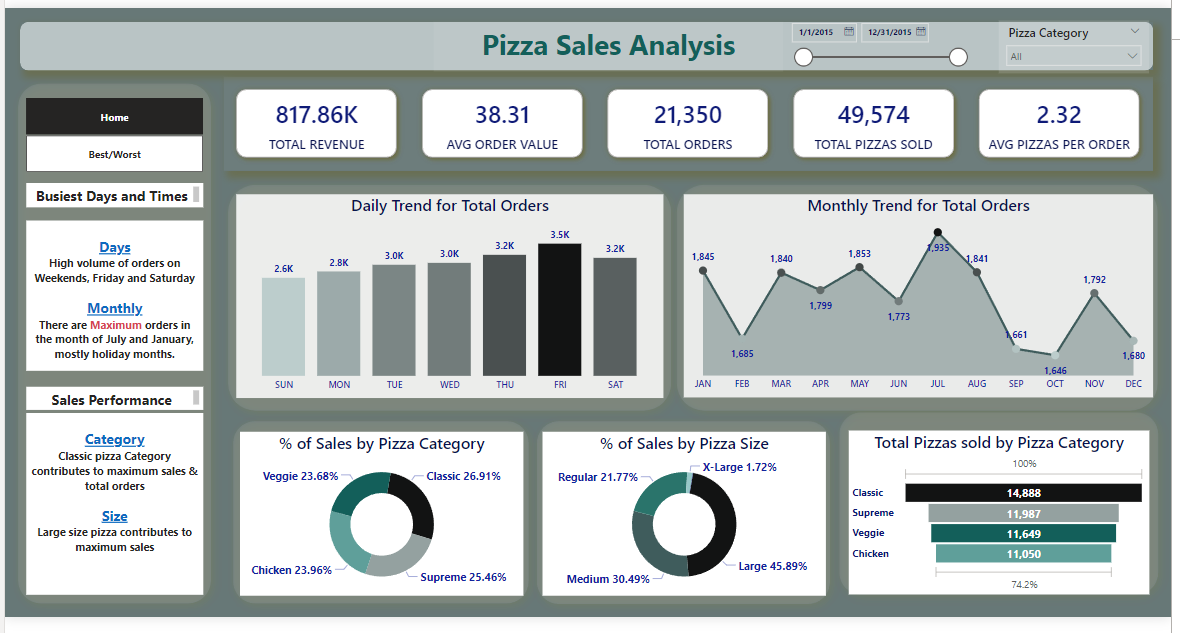 Pizza Sales Analysis
1/1/2015
12/31/2015
Pizza Category
All
Home
Best/Worst
817.86K
TOTAL REVENUE
38.31
AVG ORDER VALUE
21,350
TOTAL ORDERS
49,574
TOTAL PIZZAS SOLD
2.32
AVG PIZZAS PER ORDER
Busiest Days and Times
Days
High volume of orders on
Weekends, Friday and Saturday
Monthly
There are Maximum orders in
the month of July and January,
mostly holiday months.
Sales Performance
Category
Classic pizza Category
contributes to maximum sales &
total orders
Size
Large size pizza contributes to
maximum sales
Daily Trend for Total Orders
2.6K
2.8K
3.0K
3.0K
3.2K
3.5K
3.2K
SUN
MON
TUE
WED
THU
FRI
SAT
Monthly Trend for Total Orders
1,845
1,685
1,840
1,799
1,853
1,773
1,935
1,841
1,661
1,646
1,792
1,680
JAN
FEB
MAR
APR
MAY
JUN
JUL
AUG
SEP
OCT
NOV
DEC
% of Sales by Pizza Category
Veggie 23.68%
Classic 26.91%
Chicken 23.96%
Supreme 25.46%
% of Sales by Pizza Size
X-Large 1.72%
Regular 21.77%
Large 45.89%
Medium 30.49%
Total Pizzas sold by Pizza Category
100%
Classic 14,888
Supreme 11,987
Veggie 11,649
Chicken 11,050
74.2%